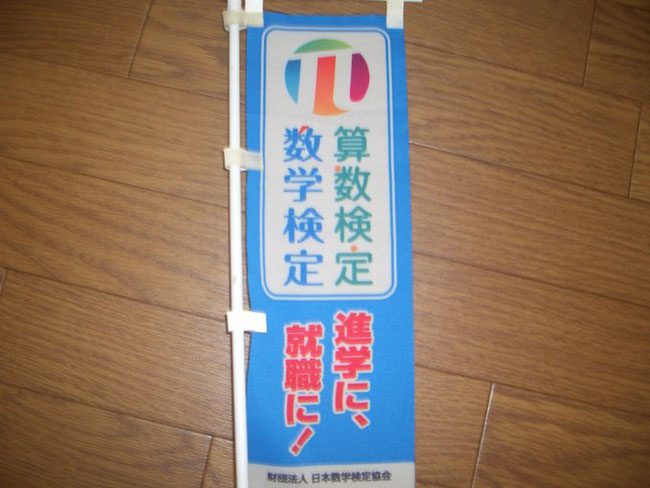 算数検定
数学検定
進学に、
就職に!
財団法人 日本数学検定協会